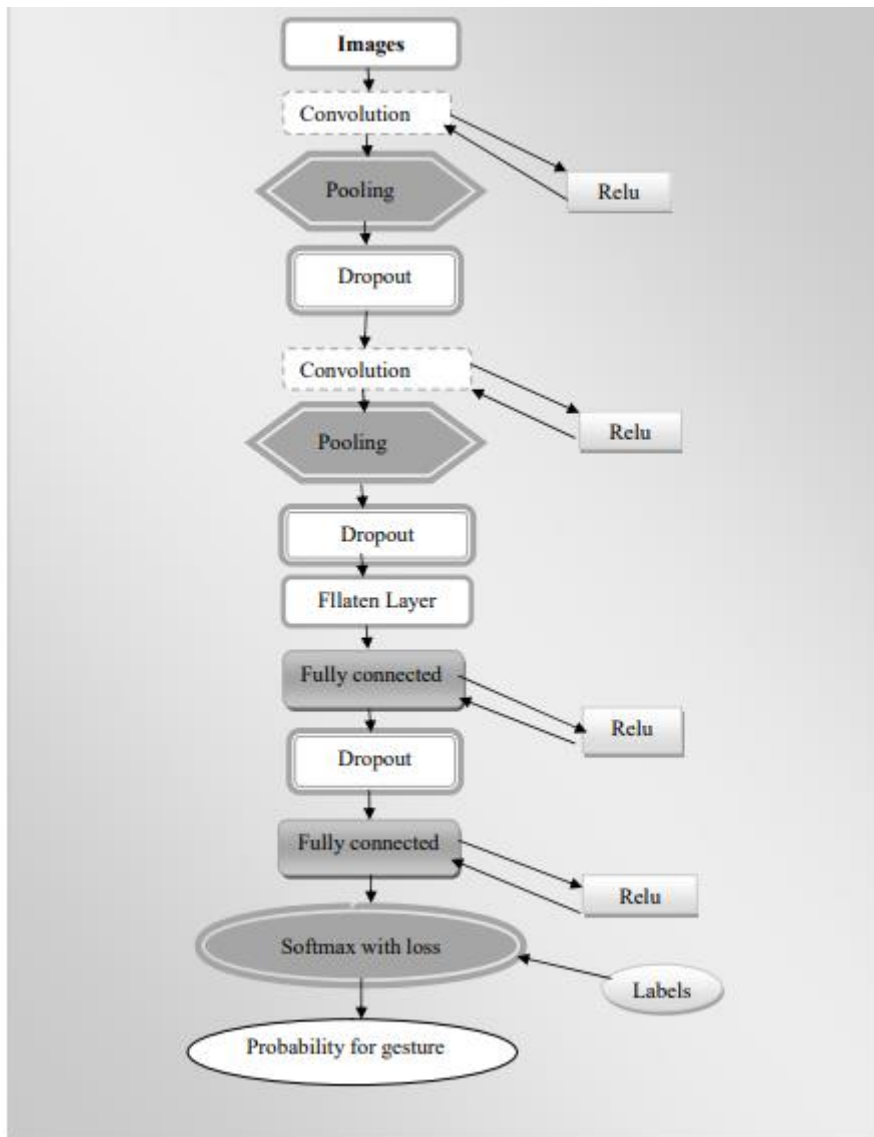 Images
Convolution
Relu
Pooling
Dropout
Convolution
Relu
Pooling
Dropout
Fllaten Layer
Fully connected
Relu
Dropout
Fully connected
Relu
Softmax with loss
Labels
Probability for gesture